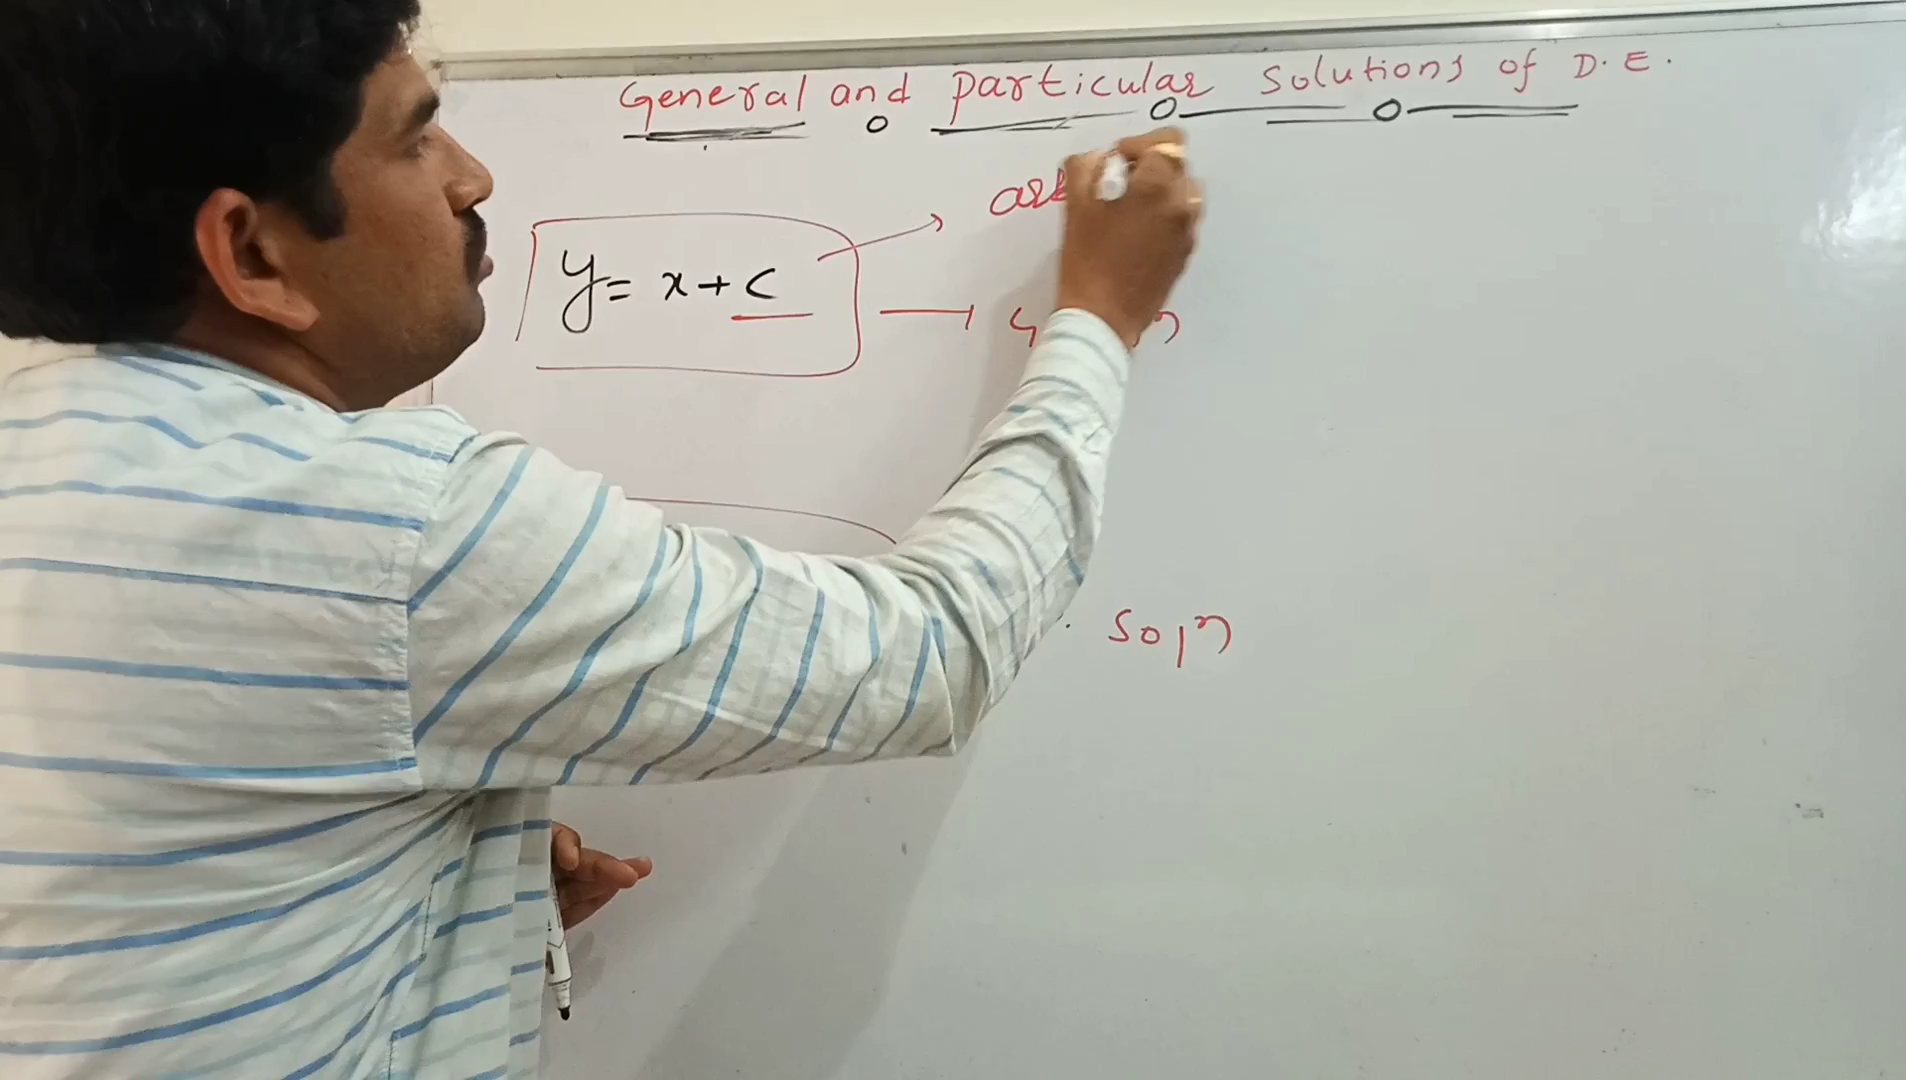 General and particular solutions of D.E.
y = x + c
Solⁿ